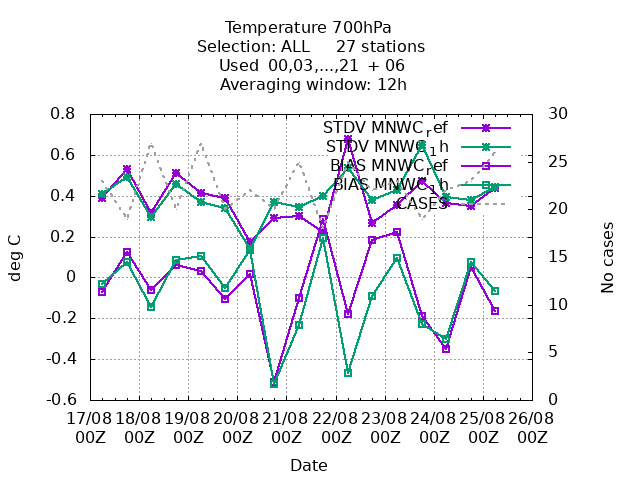 Temperature 700hPa
Selection: ALL 27 stations
Used 00,03,...,21 + 06
Averaging window: 12h
0.8
0.6
0.4
0.2
0
-0.2
-0.4
-0.6
30
25
20
15
10
5
0
deg C
No cases
STDV MNWC_ref
STDV MNWC_1h
BIAS MNWC_ref
BIAS MNWC_1h
CASES
17/08 18/08 19/08 20/08 21/08 22/08 23/08 24/08 25/08 26/08
00Z 00Z 00Z 00Z 00Z 00Z 00Z 00Z 00Z 00Z
Date